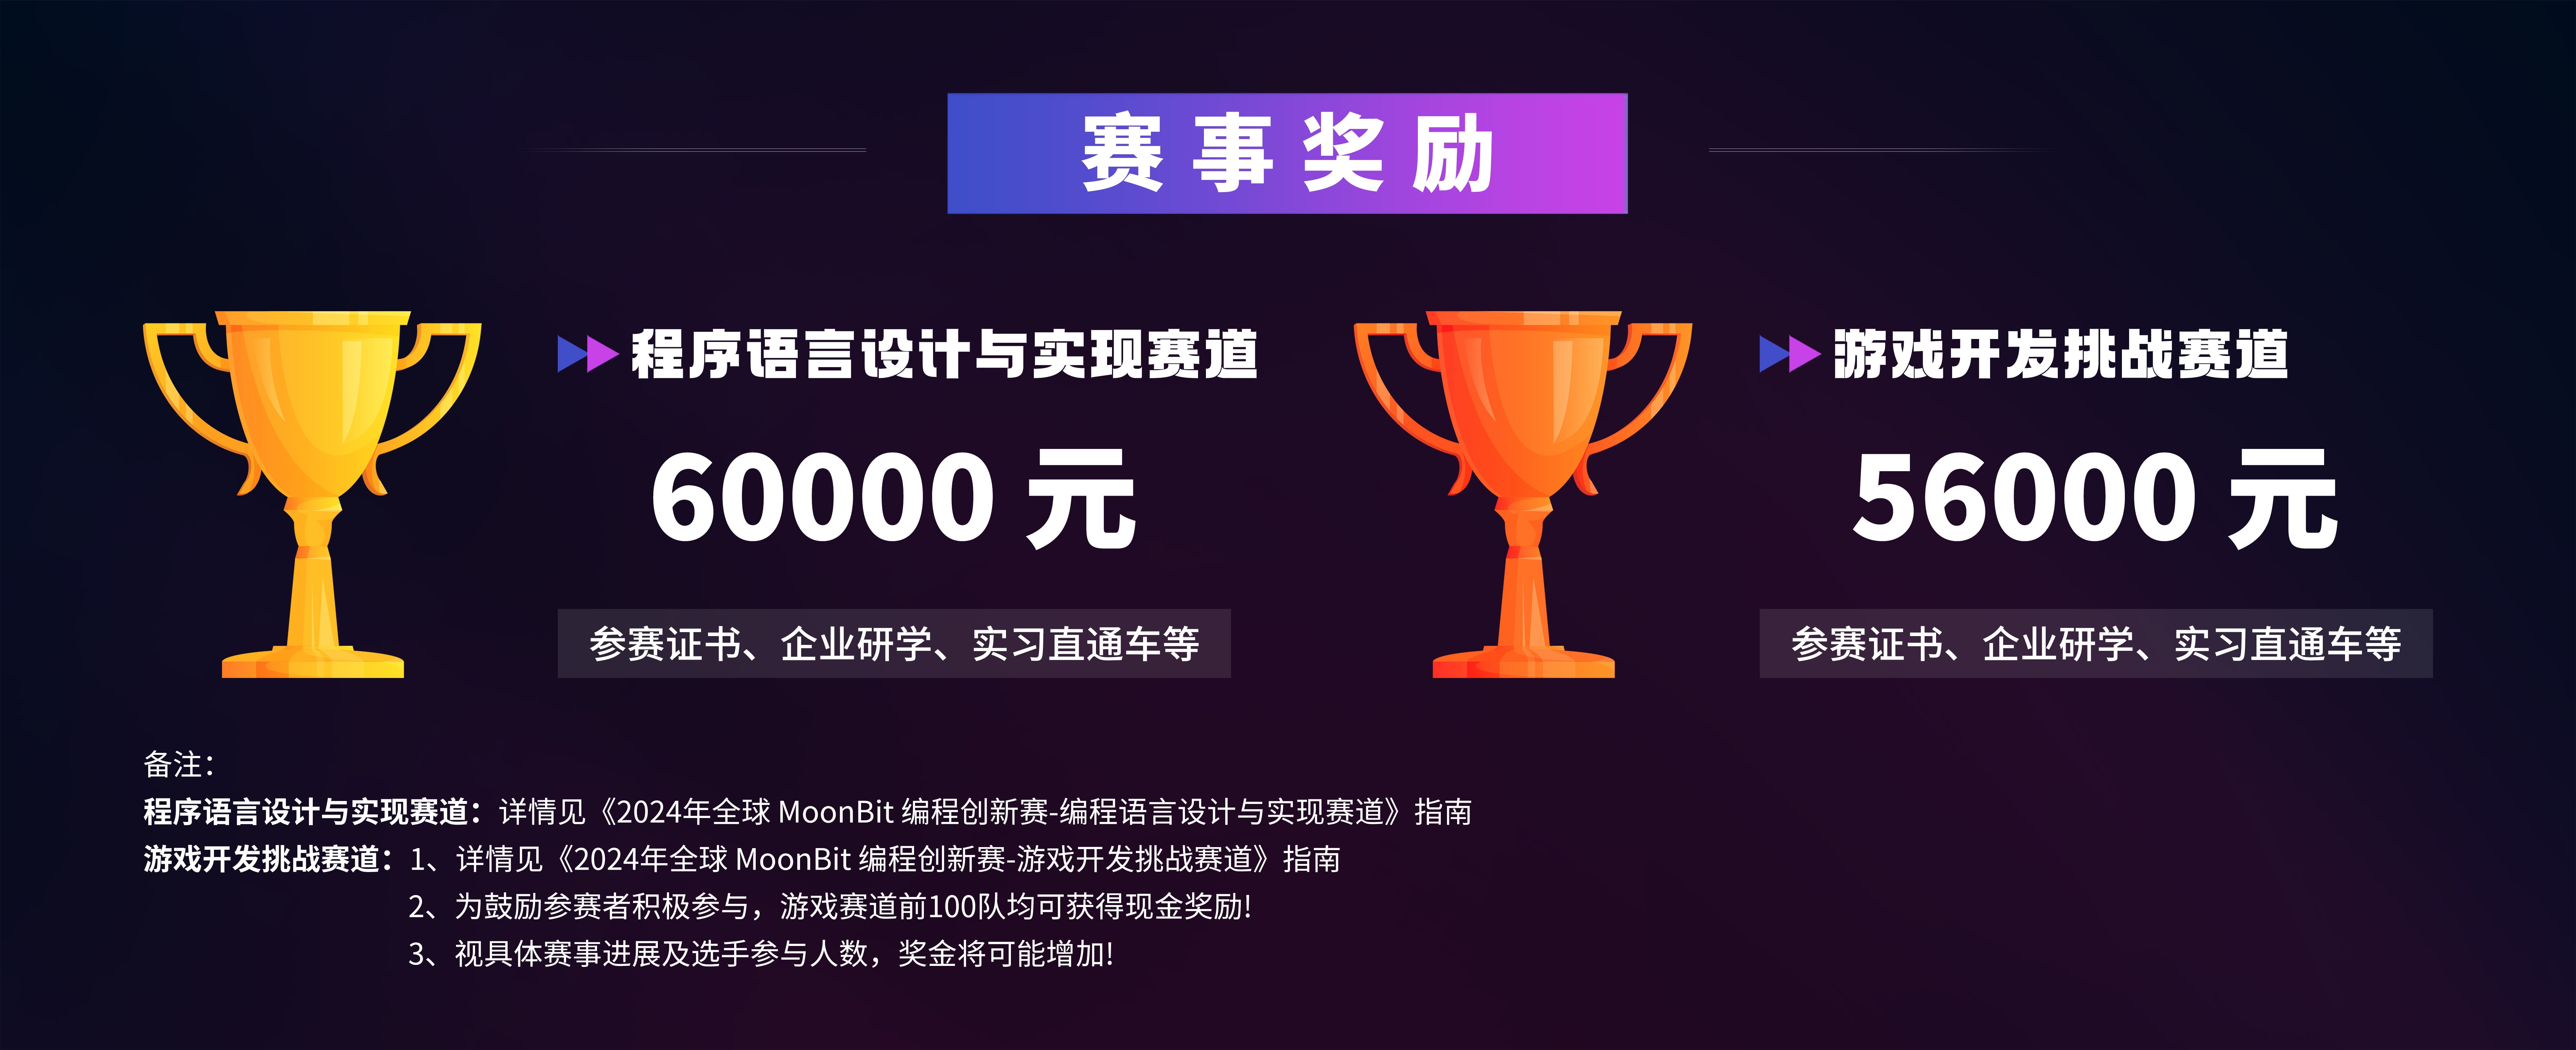 赛事奖励
程序语言设计与实现赛道
60000 元
参赛证书、企业研学、实习直通车等
游戏开发挑战赛道
56000 元
参赛证书、企业研学、实习直通车等
备注：
程序语言设计与实现赛道：详情见《2024年全球 MoonBit 编程创新赛-编程语言设计与实现赛道》指南
游戏开发挑战赛道：1、详情见《2024年全球 MoonBit 编程创新赛-游戏开发挑战赛道》指南
2、为鼓励参赛者积极参与，游戏赛道前100队均可获得现金奖励!
3、视具体赛事进展及选手参与人数，奖金将可能增加!